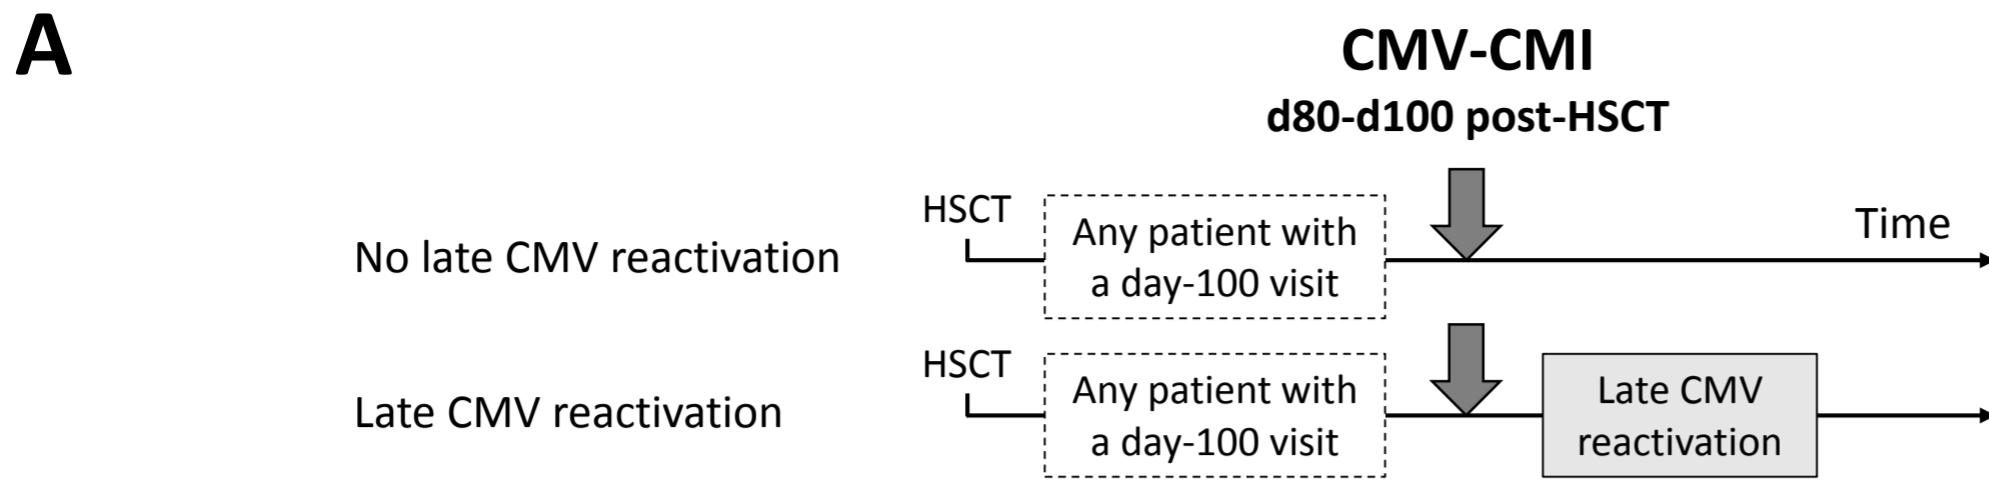 A
CMV-CMI
d80-d100 post-HSCT
No late CMV reactivation
HSCT
Any patient with
a day-100 visit
Time
Late CMV reactivation
HSCT
Any patient with
a day-100 visit
Late CMV
reactivation